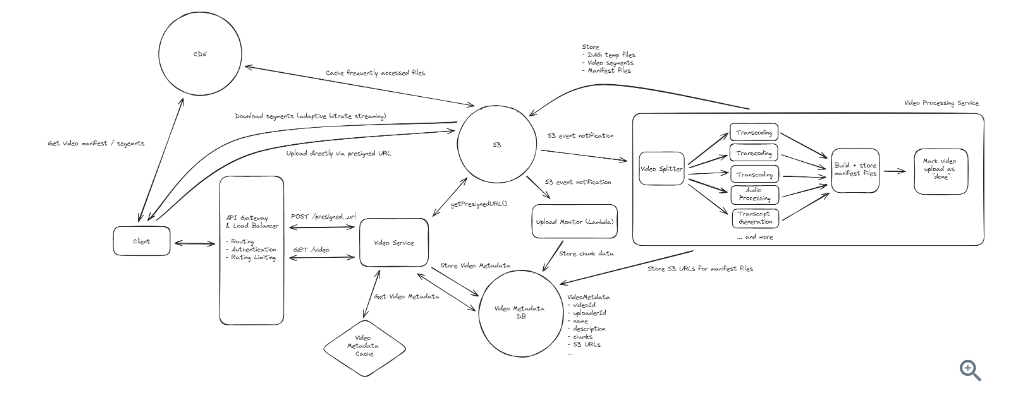 CDN
Cache frequently accessed files
Store
- DAG temp files
- Video segments
- Manifest files
Video Processing Service
Download segments (adaptive bitrate streaming)
Get video manifest / segments
Upload directly via presigned URL
S3
S3 event notification
Video Splitter
Transcoding
Transcoding
Transcoding
Audio
Processing
Transcript
Generation
... and more
Build + store
manifest files
Mark video
upload as
"done"
S3 event notification
getPresignedURL()
Upload Monitor (Lambda)
Client
API Gateway
& Load Balancer
- Routing
- Authentication
- Rating Limiting
POST /presigned_url
GET /video
Video Service
Store chunk data
Store Video Metadata
Store S3 URLs for manifest files
Get Video Metadata
Video Metadata
DB
VideoMetdata
- videoId
- uploaderId
- name
- description
- chunks
- S3 URLs
...
Video
Metadata
Cache